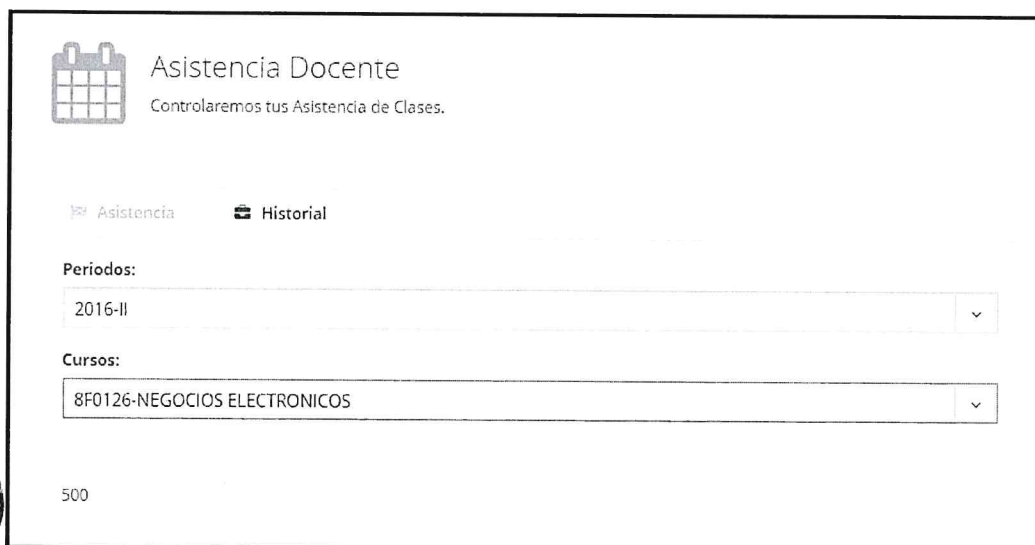 Asistencia Docente
Controlaremos tus Asistencia de Clases.
Asistencia Historial
Periodos:
2016-II
Cursos:
8F0126-NEGOCIOS ELECTRONICOS
500